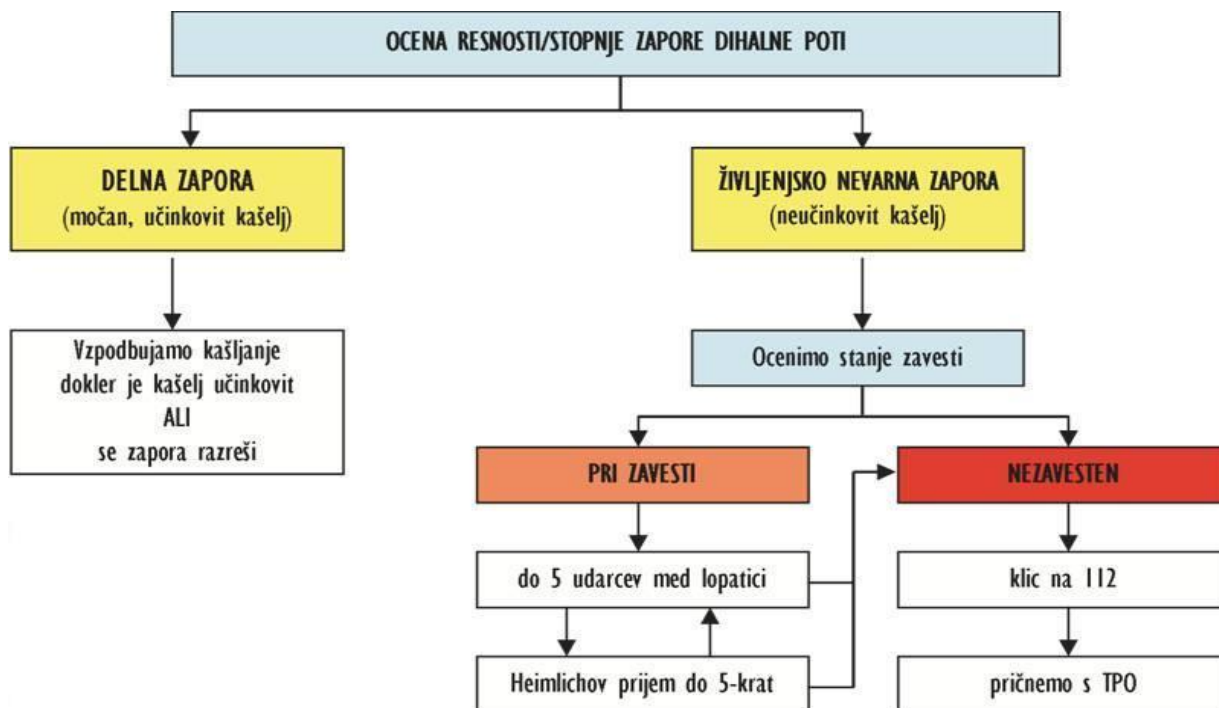 OCENA RESNOSTI/STOPNJE ZAPORE DIHALNE POTI
DELNA ZAPORA
(močan, učinkovit kašelj)
ŽIVLJENJSKO NEVARNA ZAPORA
(neučinkovit kašelj)
Vzpodbujamo kašljanje
dokler je kašelj učinkovit
ALI
se zapora razreši
Ocenimo stanje zavesti
PRI ZAVESTI
NEZAVESTEN
do 5 udarcev med lopatici
klic na 112
Heimlichov prijem do 5-krat
pričnemo s TPO